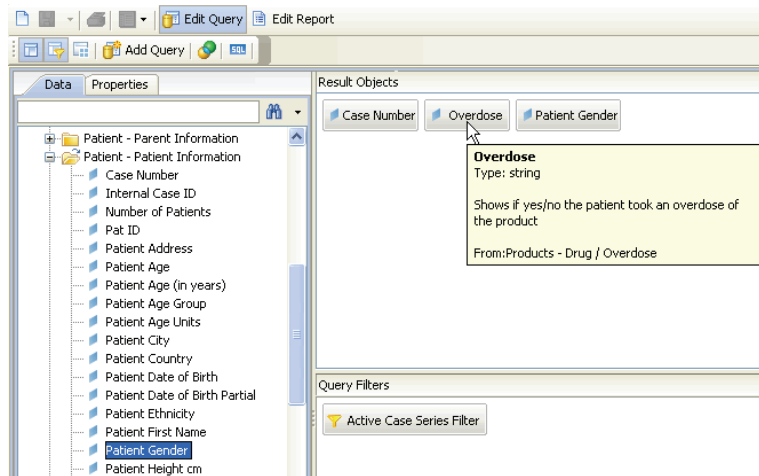 Edit Query Edit Report
Add Query SQL
Data Properties
Patient - Parent Information
Patient - Patient Information
Case Number
Internal Case ID
Number of Patients
Pat ID
Patient Address
Patient Age
Patient Age (in years)
Patient Age Group
Patient Age Units
Patient City
Patient Country
Patient Date of Birth
Patient Date of Birth Partial
Patient Ethnicity
Patient First Name
Patient Gender
Patient Height cm
Result Objects
Case Number Overdose Patient Gender
Overdose
Type: string
Shows if yes/no the patient took an overdose of
the product
From:Products - Drug / Overdose
Query Filters
Active Case Series Filter